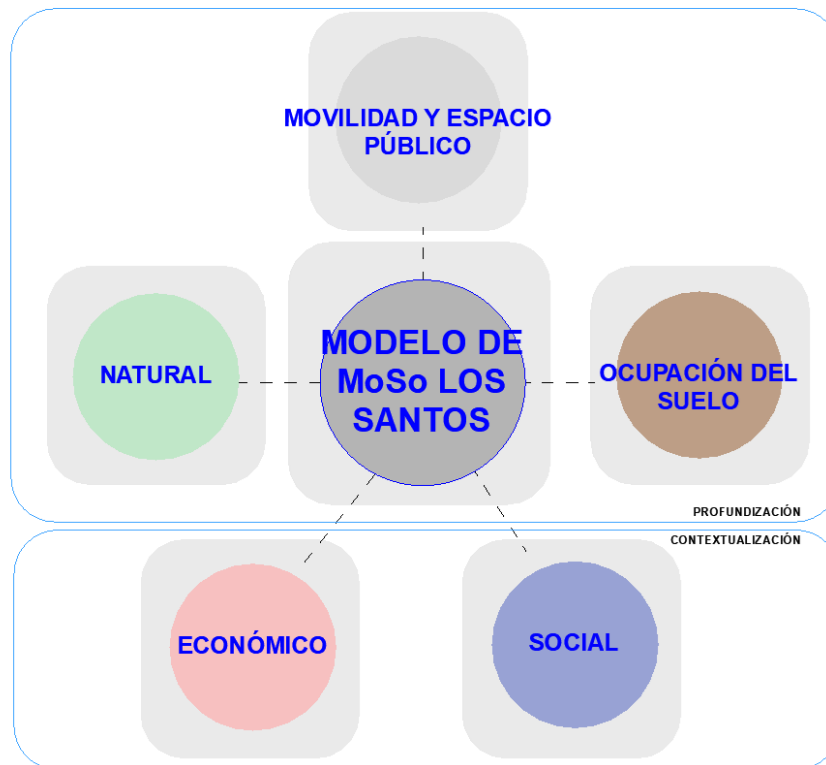 MOVILIDAD Y ESPACIO
PÚBLICO
NATURAL
MODELO DE
MoSo LOS
SANTOS
OCUPACIÓN DEL
SUELO
PROFUNDIZACIÓN
CONTEXTUALIZACIÓN
ECONÓMICO
SOCIAL